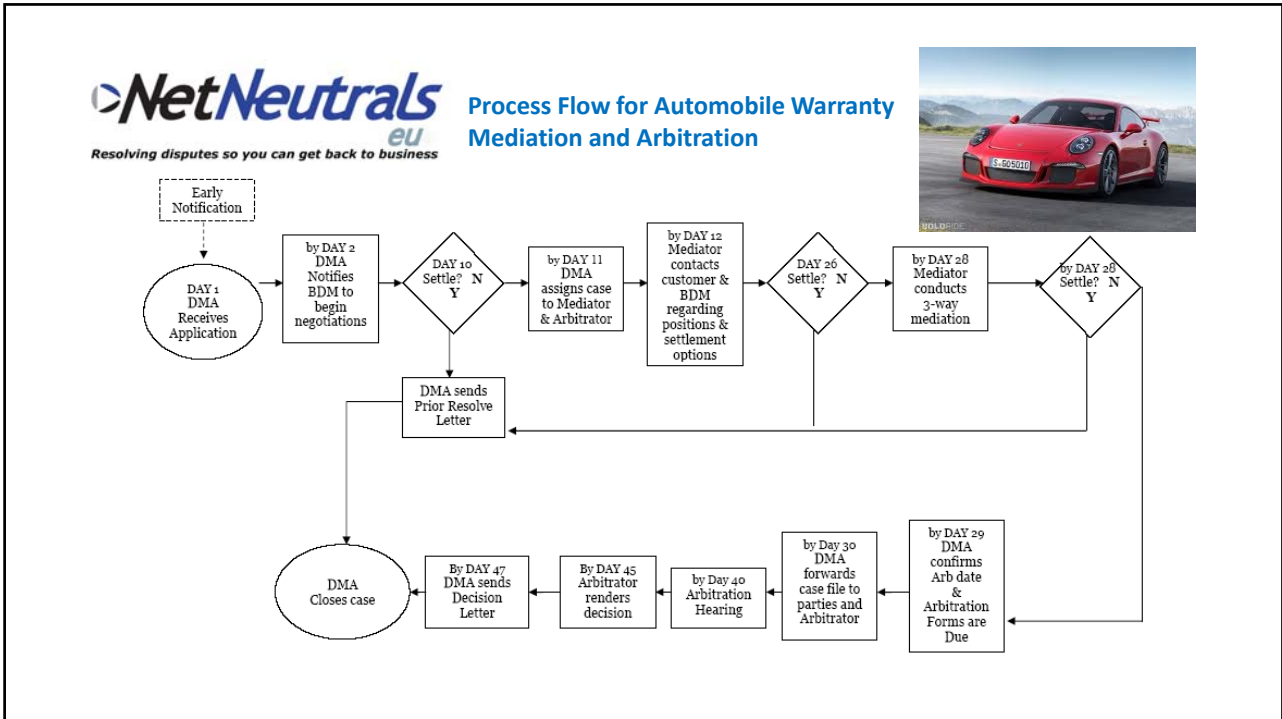 NetNeutrals
eu
Resolving disputes so you can get back to business
Process Flow for Automobile Warranty
Mediation and Arbitration
S GO5010
Early
Notification
DAY 1
DMA
Receives
Application
by DAY 2
DMA
Notifies
BDM to
begin
negotiations
DAY 10
Settle? N
Y
by DAY 11
DMA
assigns case
to Mediator
& Arbitrator
by DAY 12
Mediator
contacts
customer &
BDM
regarding
positions &
settlement
options
DAY 26
Settle? N
Y
by DAY 28
Mediator
conducts
3-way
mediation
by DAY 28
Settle? N
Y
DMA sends
Prior Resolve
Letter
by DAY 29
DMA
confirms
Arb date
&
Arbitration
Forms are
Due
by Day 30
DMA
forwards
case file to
parties and
Arbitrator
by Day 40
Arbitration
Hearing
By DAY 45
Arbitrator
renders
decision
By DAY 47
DMA sends
Decision
Letter
DMA
Closes case